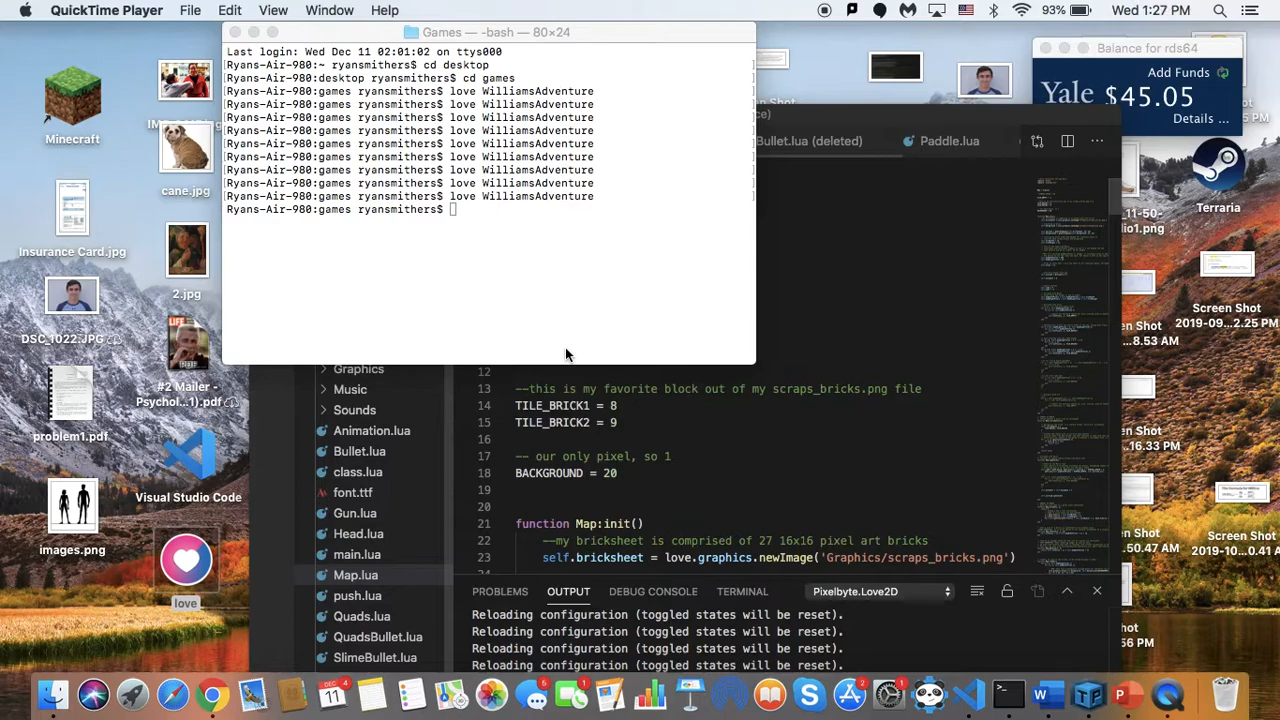 QuickTime Player File Edit View Window Help
93% Wed 1:27 PM
Games — -bash — 80×24
Last login: Wed Dec 11 02:01:02 on ttys000
Ryans-Air-980:~ ryansmithers$ cd desktop
Ryans-Air-980:desktop ryansmithers$ cd games
Ryans-Air-980:games ryansmithers$ love WilliamsAdventure
Ryans-Air-980:games ryansmithers$ love WilliamsAdventure
Ryans-Air-980:games ryansmithers$ love WilliamsAdventure
Ryans-Air-980:games ryansmithers$ love WilliamsAdventure
Ryans-Air-980:games ryansmithers$ love WilliamsAdventure
Ryans-Air-980:games ryansmithers$ love WilliamsAdventure
Ryans-Air-980:games ryansmithers$ love WilliamsAdventure
Ryans-Air-980:games ryansmithers$ love WilliamsAdventure
Ryans-Air-980:games ryansmithers$ love WilliamsAdventure
Ryans-Air-980:games ryansmithers$
Balance for rds64
Add Funds
Yale $45.05
Details ...
Bullet.lua (deleted) Paddle.lua
Minecraft
cane.jpg
Insurance Card.jpg
2.jpg
DSC_1022.JPG
LIFE
#2 Mailer -
Psychol...1).pdf
problem1.pdf
Visual Studio Code
images.png
love
Terraria
Screen Shot
2019-09...2.25 PM
Screen Shot
2019-10...0.41 A
Music
Sounds
Animation.lua
Bullet.lua
class.lua
font.ttf
Gun.lua
main.lua
Map.lua
push.lua
Quads.lua
QuadsBullet.lua
SlimeBullet.lua
12
13 --this is my favorite block out of my scraps_bricks.png file
14 TILE_BRICK1 = 8
15 TILE_BRICK2 = 9
16
17 -- our only pixel, so 1
18 BACKGROUND = 20
19
20
21 function Map:init()
22 --my bricksheet is comprised of 27 16x16 pixel art bricks
23 self.bricksheet = love.graphics.newImage('graphics/scraps_bricks.png')
PROBLEMS OUTPUT DEBUG CONSOLE TERMINAL Pixelbyte.Love2D
Reloading configuration (toggled states will be reset).
Reloading configuration (toggled states will be reset).
Reloading configuration (toggled states will be reset).
Reloading configuration (toggled states will be reset).